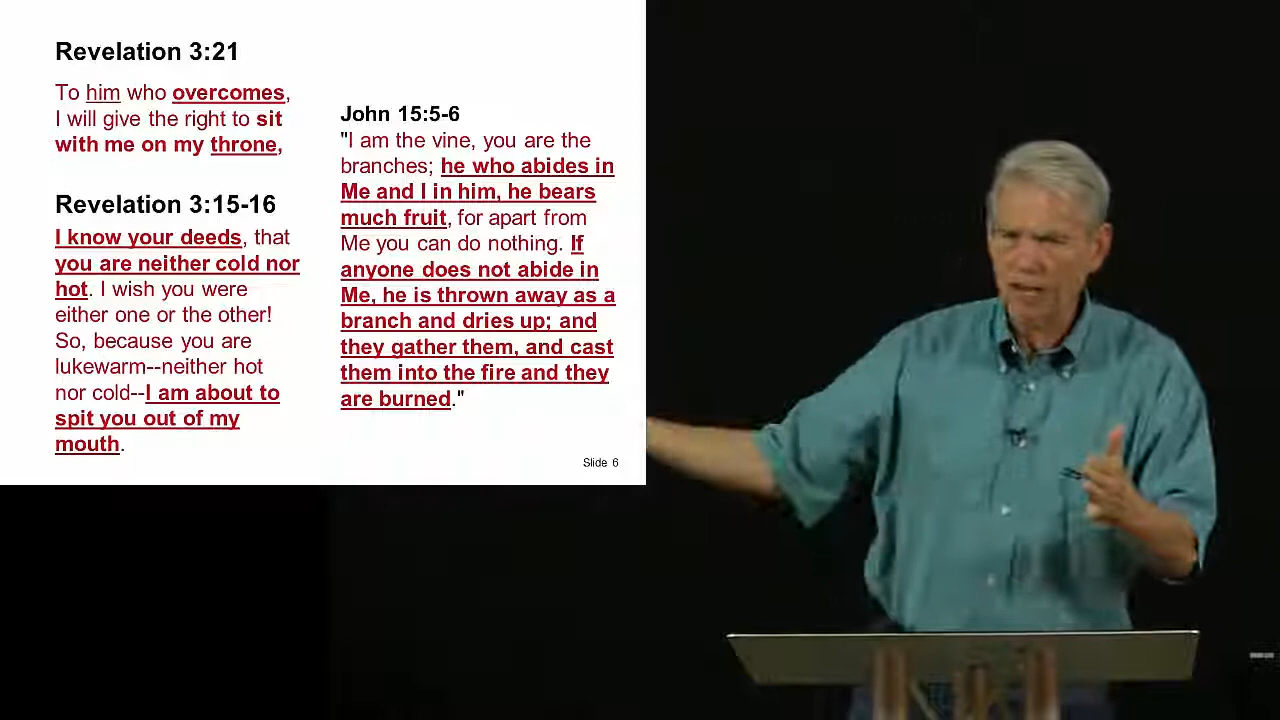 Revelation 3:21
To him who overcomes,
I will give the right to sit
with me on my throne,
Revelation 3:15-16
I know your deeds, that
you are neither cold nor
hot. I wish you were
either one or the other!
So, because you are
lukewarm--neither hot
nor cold--I am about to
spit you out of my
mouth.
John 15:5-6
"I am the vine, you are the
branches; he who abides in
Me and I in him, he bears
much fruit, for apart from
Me you can do nothing. If
anyone does not abide in
Me, he is thrown away as a
branch and dries up; and
they gather them, and cast
them into the fire and they
are burned."
Slide 6